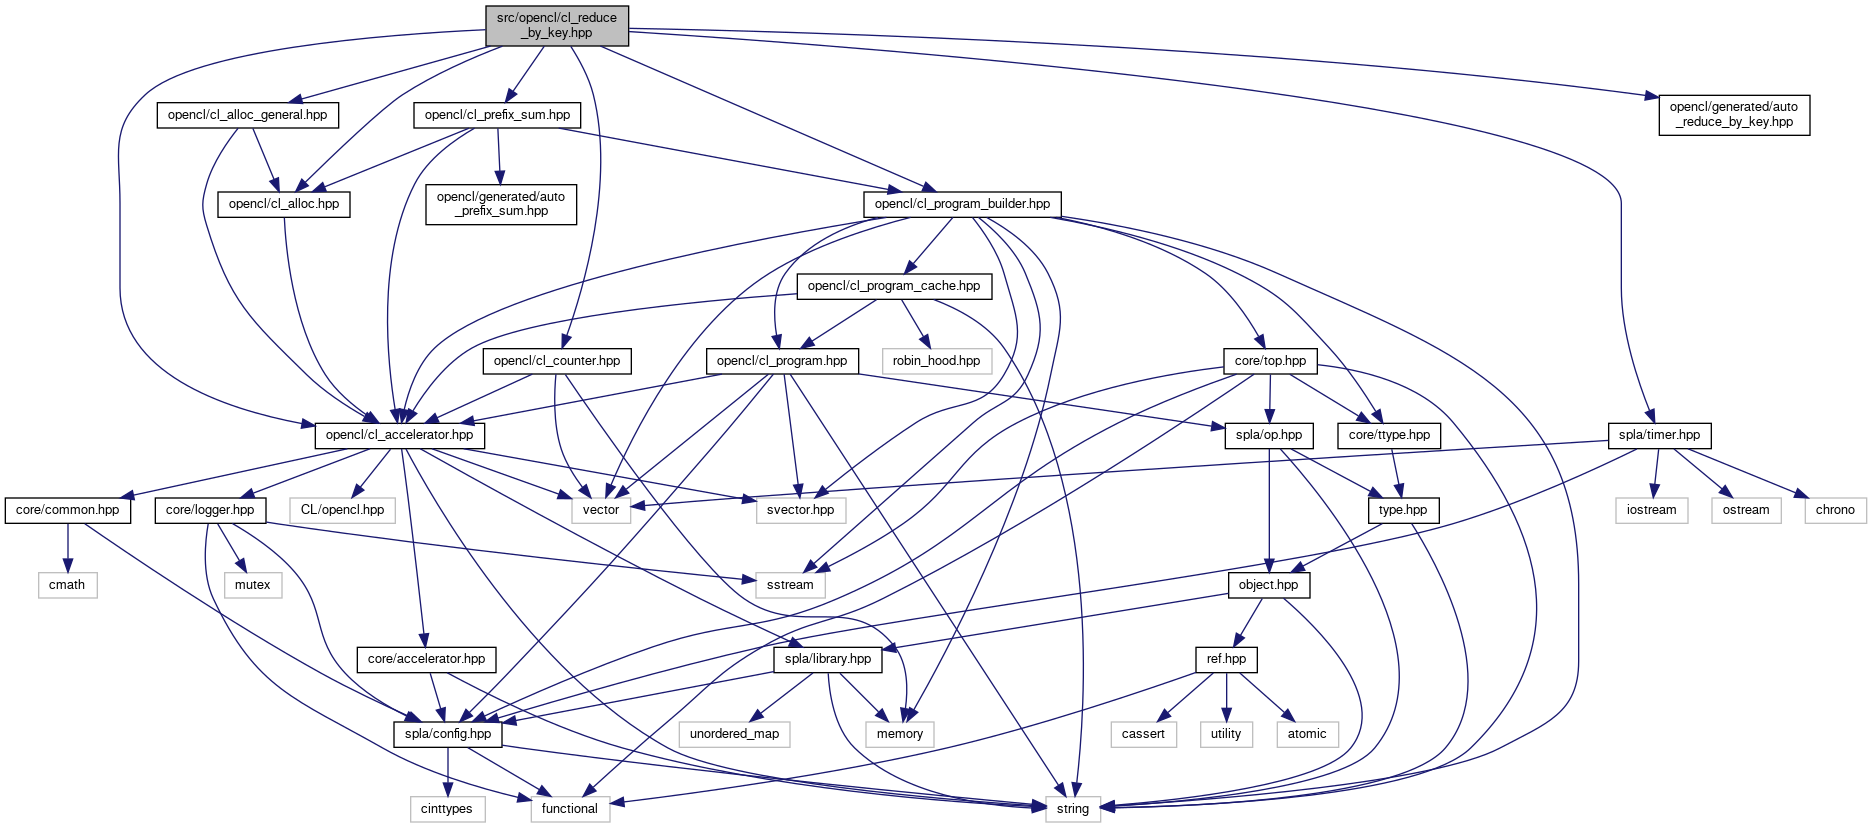 src/opencl/cl_reduce
_by_key.hpp
opencl/cl_alloc_general.hpp
opencl/cl_prefix_sum.hpp
opencl/generated/auto
_reduce_by_key.hpp
opencl/cl_alloc.hpp
opencl/generated/auto
_prefix_sum.hpp
opencl/cl_program_builder.hpp
opencl/cl_program_cache.hpp
opencl/cl_counter.hpp
opencl/cl_program.hpp
robin_hood.hpp
core/top.hpp
opencl/cl_accelerator.hpp
spla/op.hpp
core/ttype.hpp
spla/timer.hpp
core/common.hpp
core/logger.hpp
CL/opencl.hpp
vector
svector.hpp
type.hpp
iostream
ostream
chrono
cmath
mutex
sstream
object.hpp
core/accelerator.hpp
spla/library.hpp
ref.hpp
spla/config.hpp
unordered_map
memory
cassert
utility
atomic
cinttypes
functional
string